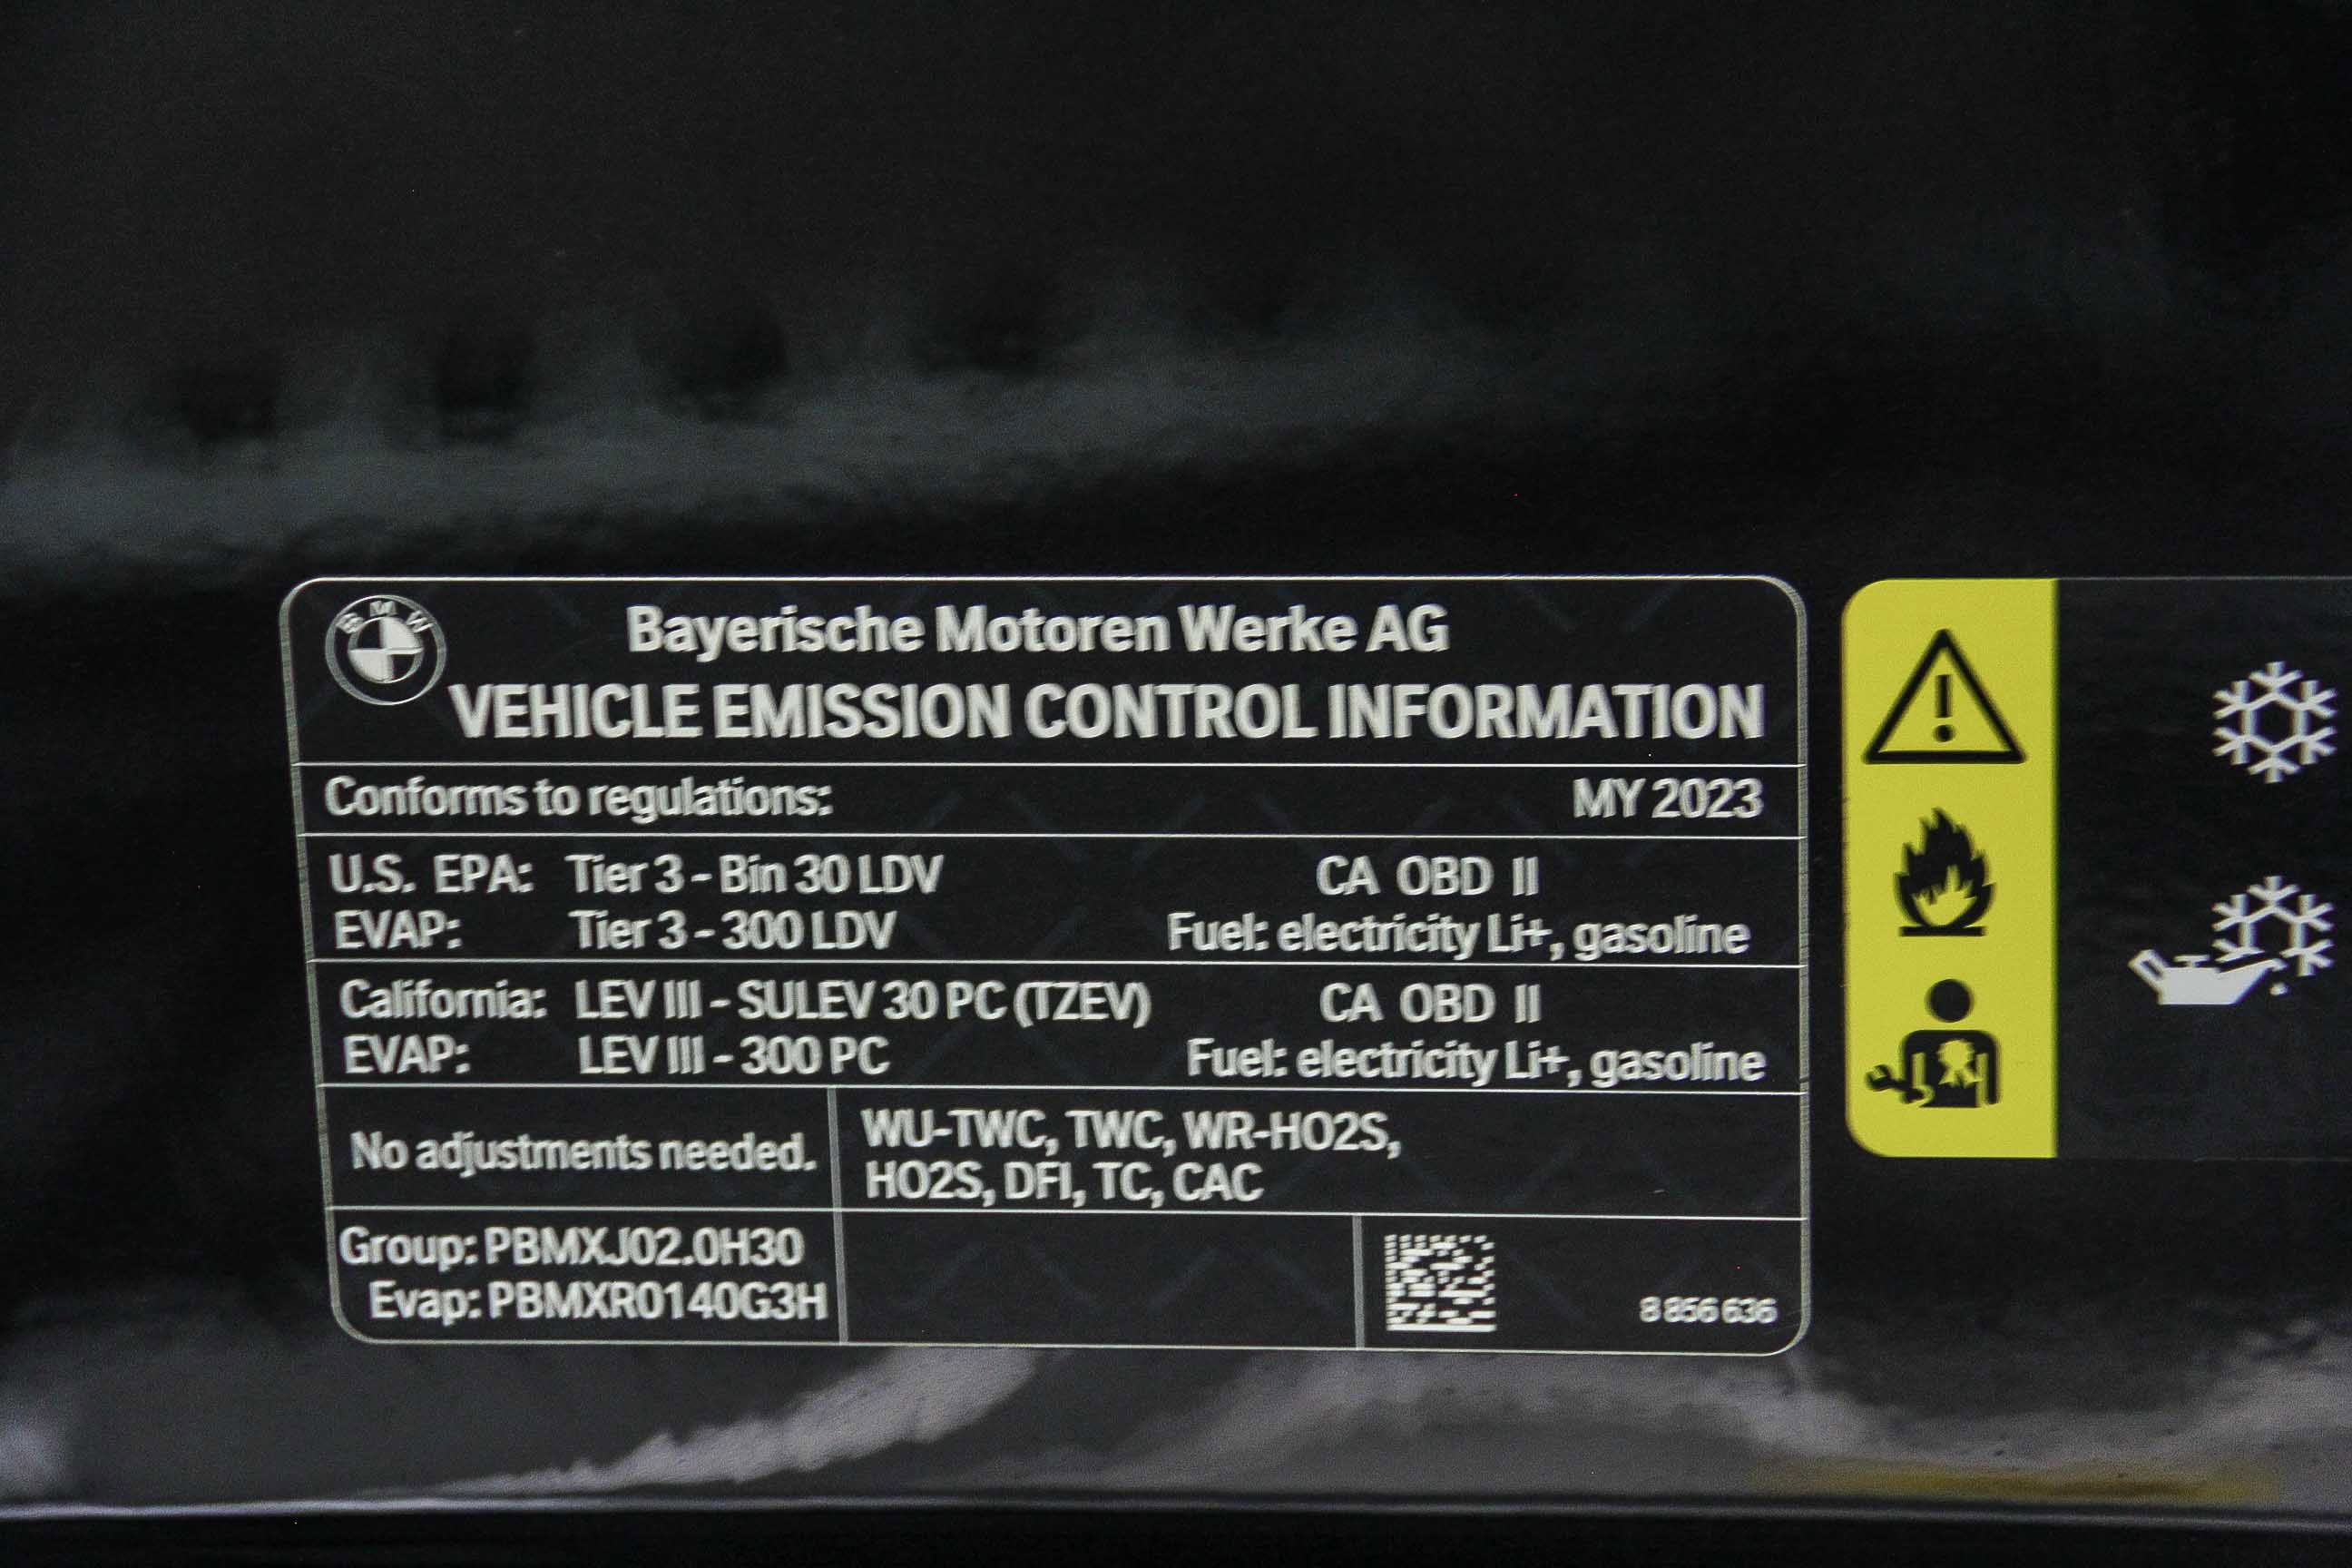 BMW
Bayerische Motoren Werke AG
VEHICLE EMISSION CONTROL INFORMATION
Conforms to regulations: MY 2023
U.S. EPA: Tier 3 - Bin 30 LDV CA OBD II
EVAP: Tier 3 - 300 LDV Fuel: electricity Li+, gasoline
California: LEV III - SULEV 30 PC (TZEV) CA OBD II
EVAP: LEV III - 300 PC Fuel: electricity Li+, gasoline
No adjustments needed.
WU-TWC, TWC, WR-HO2S,
HO2S, DFI, TC, CAC
Group: PBMXJ02.0H30
Evap: PBMXR0140G3H
8 856 636